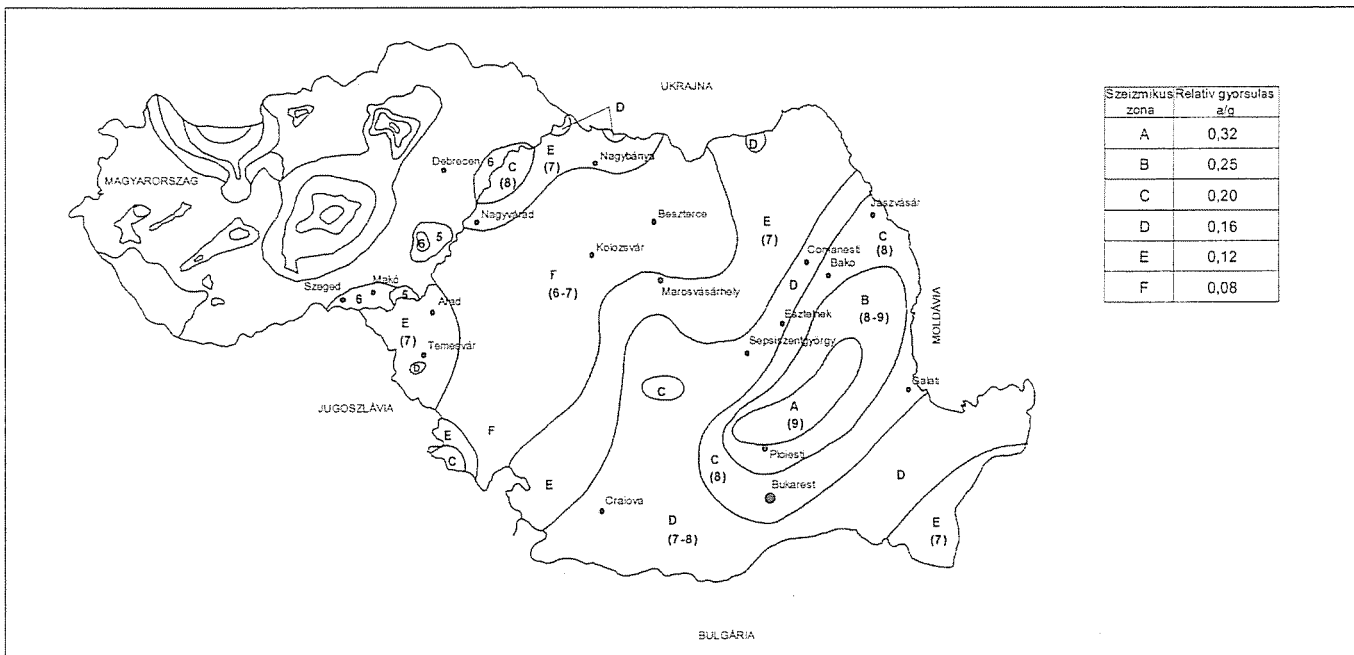 UKRAJNA
D
Szeizmikus zona
Relativ gyorsulas a/g
A 0,32
B 0,25
C 0,20
D 0,16
E 0,12
F 0,08
MAGYARORSZÁG
Debrecen
6
C
(8)
E
(7)
Nagybánya
D
Nagyvárad
Beszterce
Jászvásár
5
6
Kolozsvár
E
(7)
Comanesti
C
(8)
Bako
F
(6-7)
Marosvásárhely
D
B
(8-9)
Szeged
Makó
6
5
Arad
E
(7)
Esztelnek
Sepsiszentgyörgy
MOLDÁVIA
Temesvár
D
C
Galati
JUGOSZLÁVIA
A
(9)
E
C
F
Ploiesti
C
(8)
E
Bukarest
D
Craiova
D
(7-8)
E
(7)
BULGÁRIA